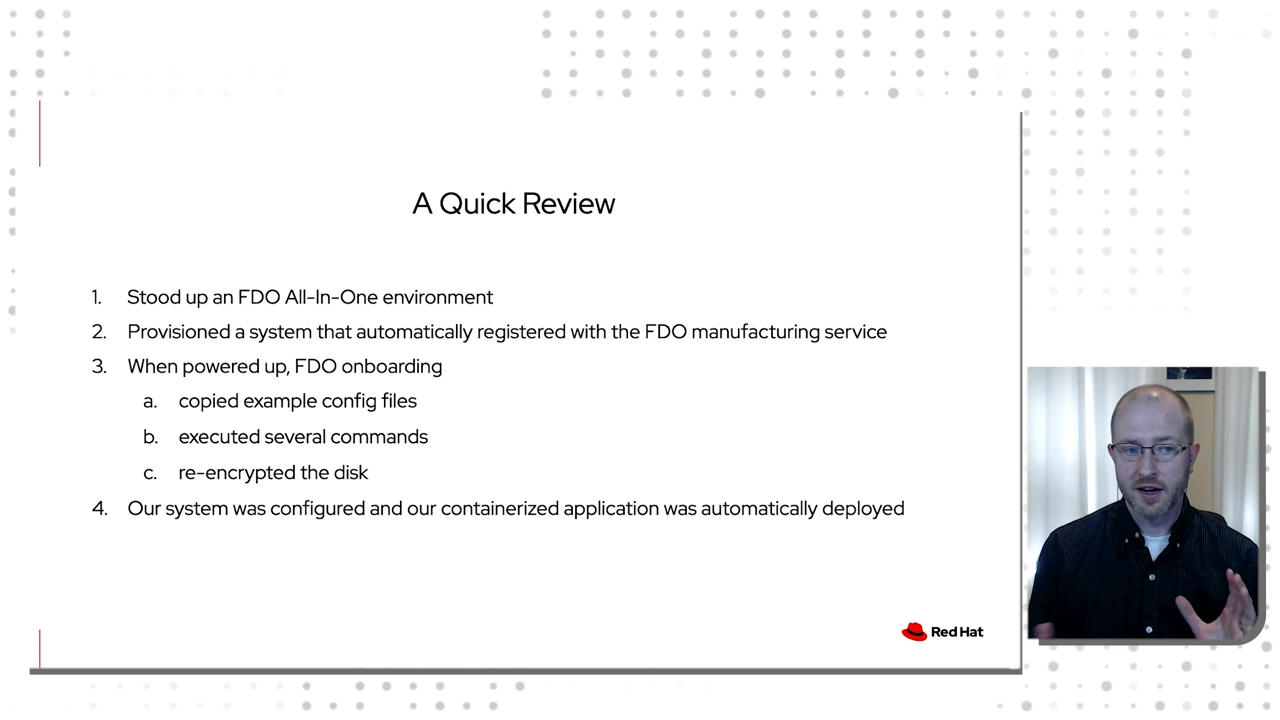 A Quick Review
1. Stood up an FDO All-In-One environment
2. Provisioned a system that automatically registered with the FDO manufacturing service
3. When powered up, FDO onboarding
a. copied example config files
b. executed several commands
c. re-encrypted the disk
4. Our system was configured and our containerized application was automatically deployed
Red Hat